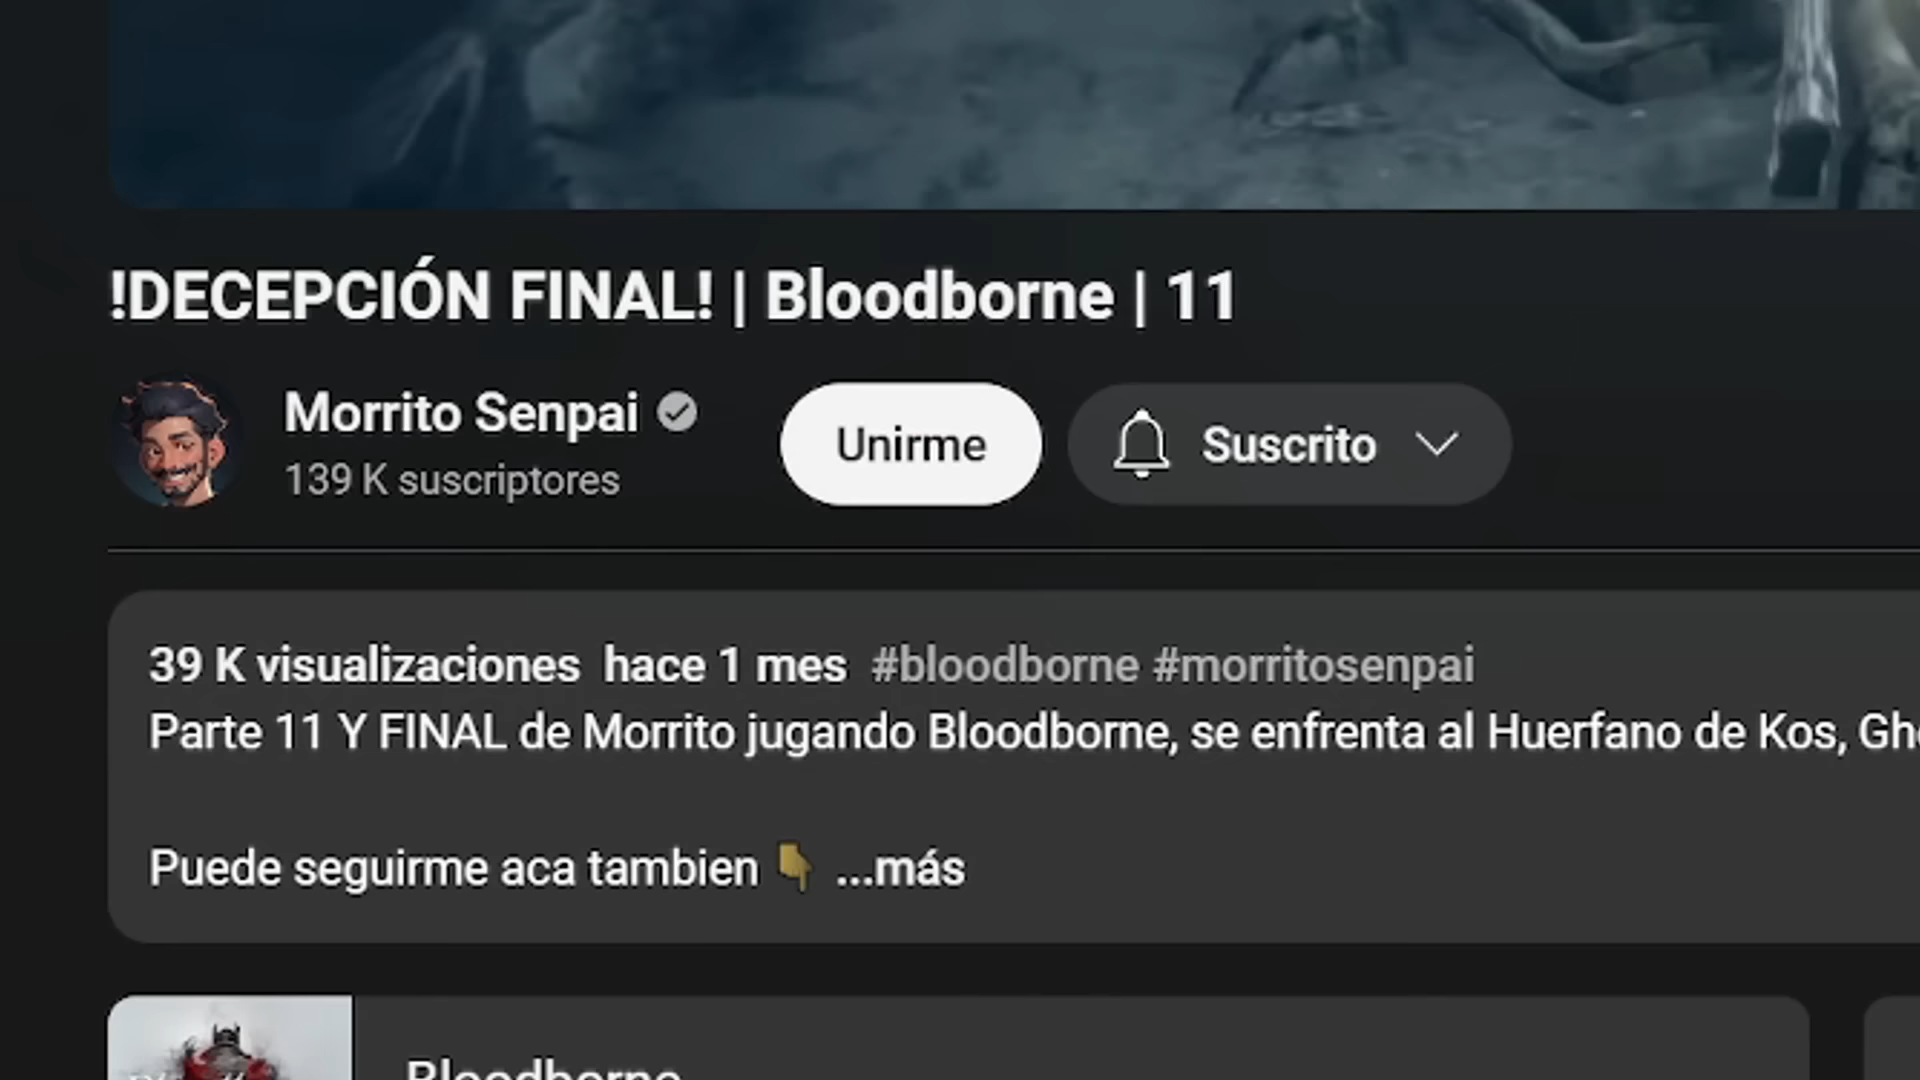 !DECEPCIÓN FINAL! | Bloodborne | 11
Morrito Senpai
139 K suscriptores
Unirme
Suscrito
39 K visualizaciones hace 1 mes #bloodborne #morritosenpai
Parte 11 Y FINAL de Morrito jugando Bloodborne, se enfrenta al Huerfano de Kos,
Puede seguirme aca tambien 👇 ...más
Bloodborne